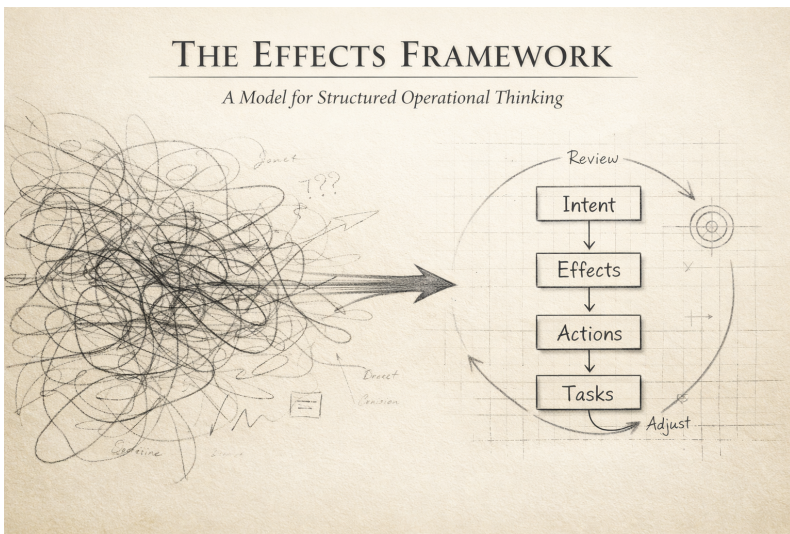 THE EFFECTS FRAMEWORK
A Model for Structured Operational Thinking
???
Review
Intent
Effects
Actions
Tasks
Adjust